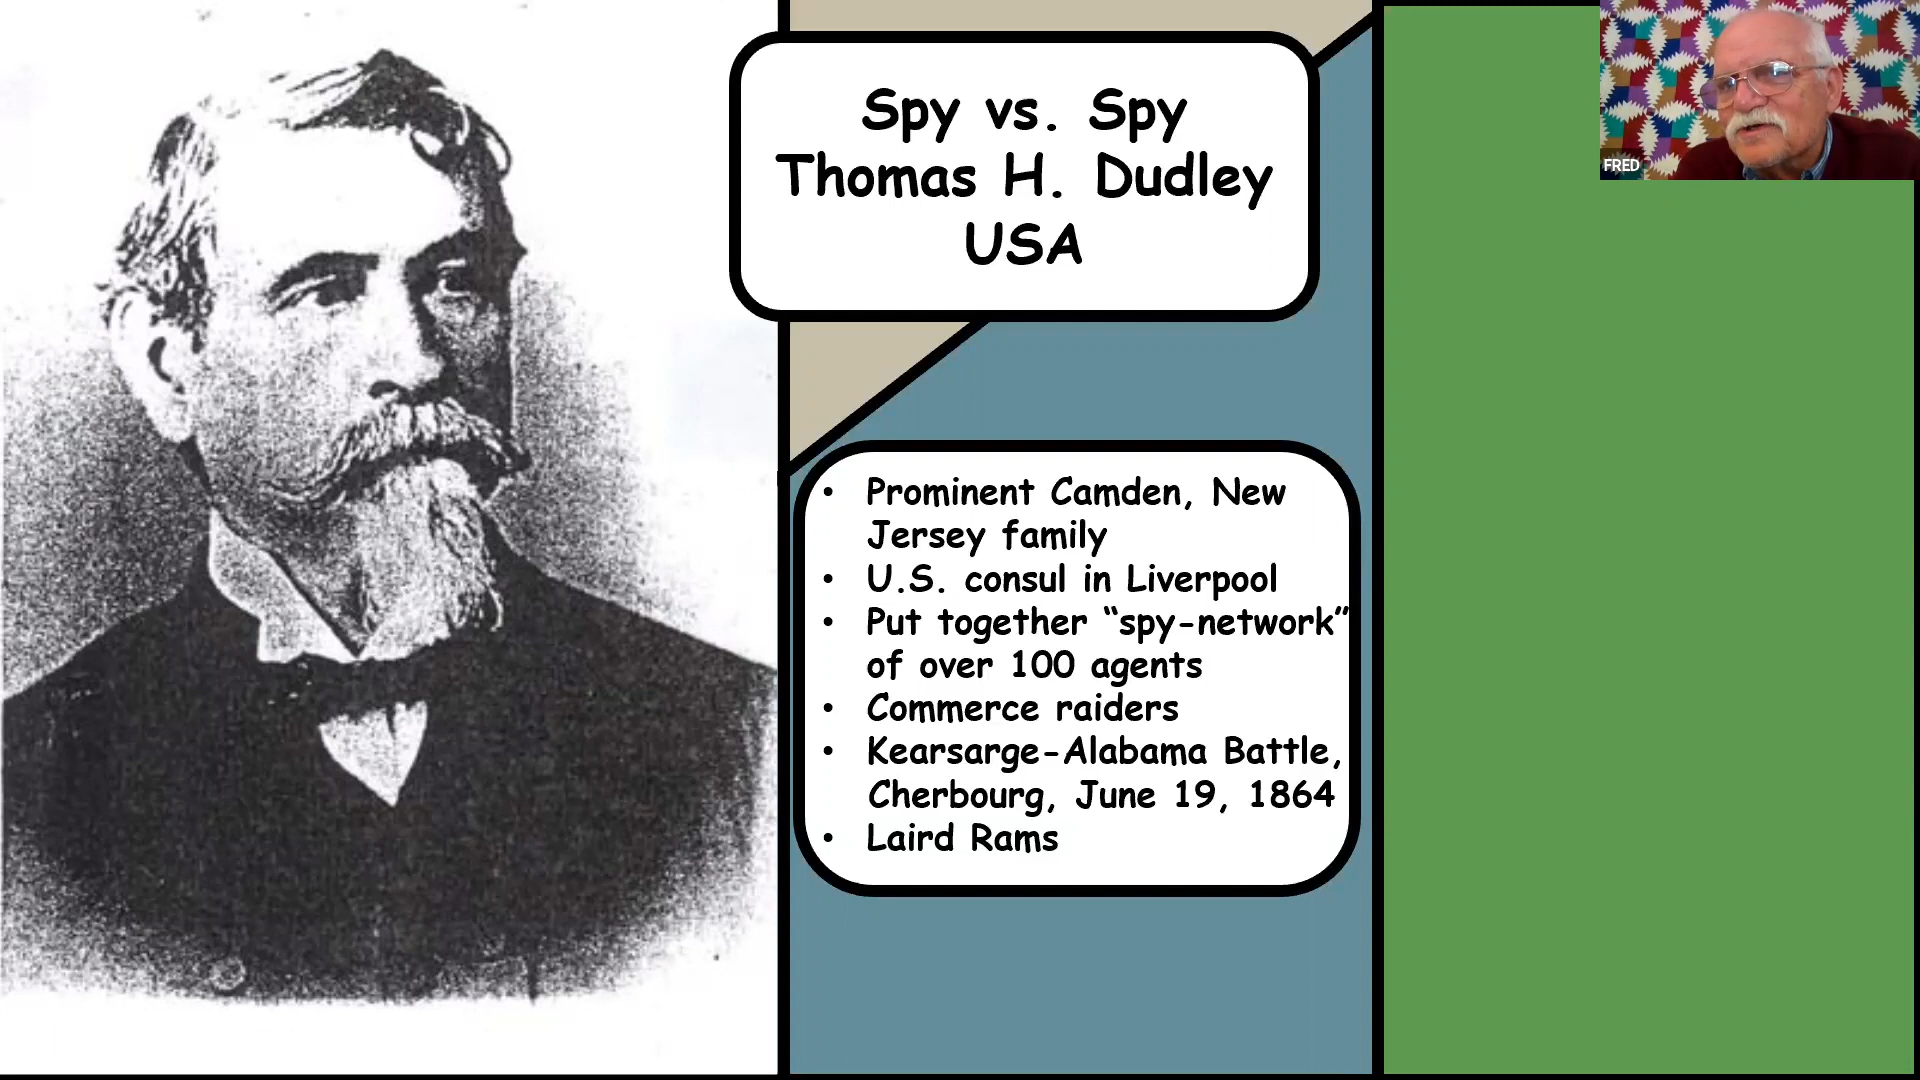 Spy vs. Spy
Thomas H. Dudley
USA
FRED
• Prominent Camden, New
Jersey family
• U.S. consul in Liverpool
• Put together “spy-network”
of over 100 agents
• Commerce raiders
• Kearsarge-Alabama Battle,
Cherbourg, June 19, 1864
• Laird Rams